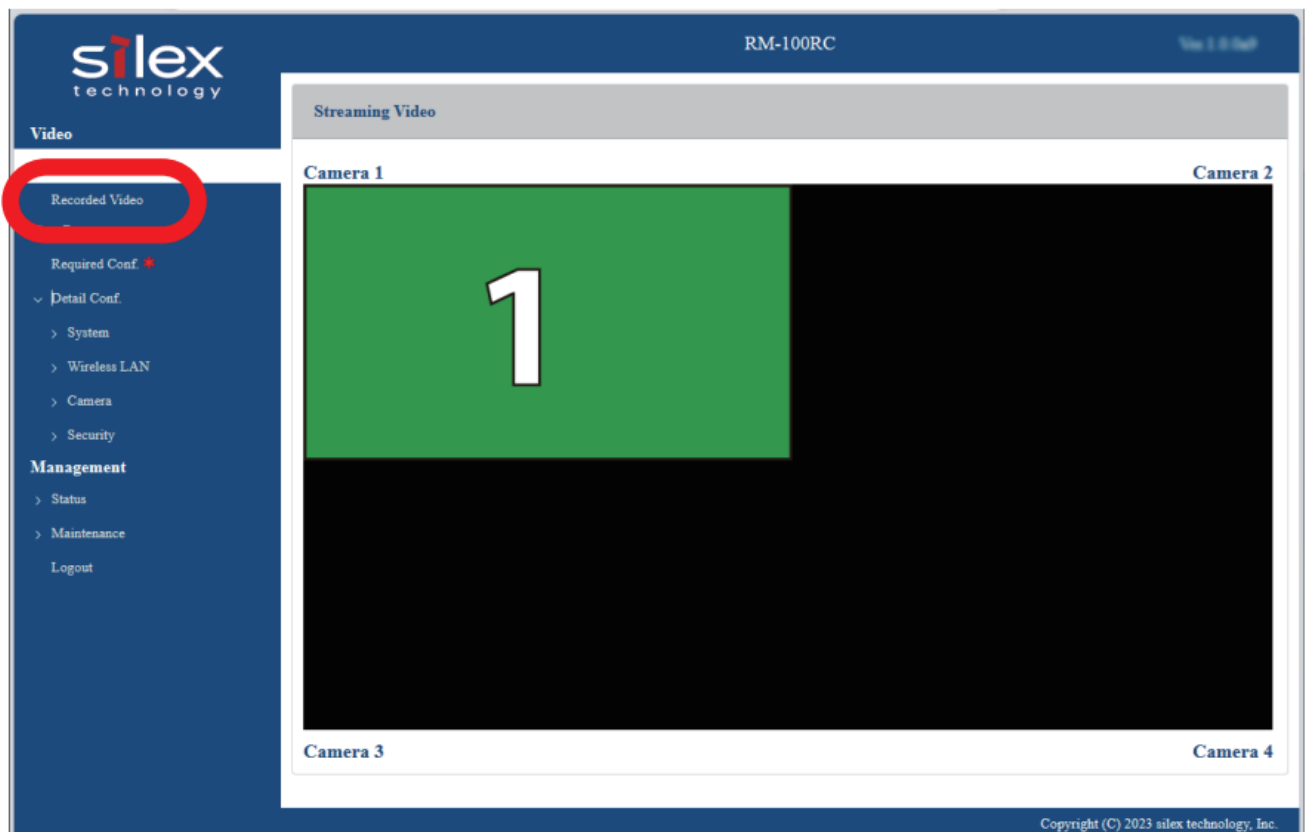 silex
technology
RM-100RC
Video
Streaming Video
Recorded Video
Required Conf. *
Detail Conf.
System
Wireless LAN
Camera
Security
Management
Status
Maintenance
Logout
Camera 1
Camera 2
1
Camera 3
Camera 4
Copyright (C) 2023 silex technology, Inc.